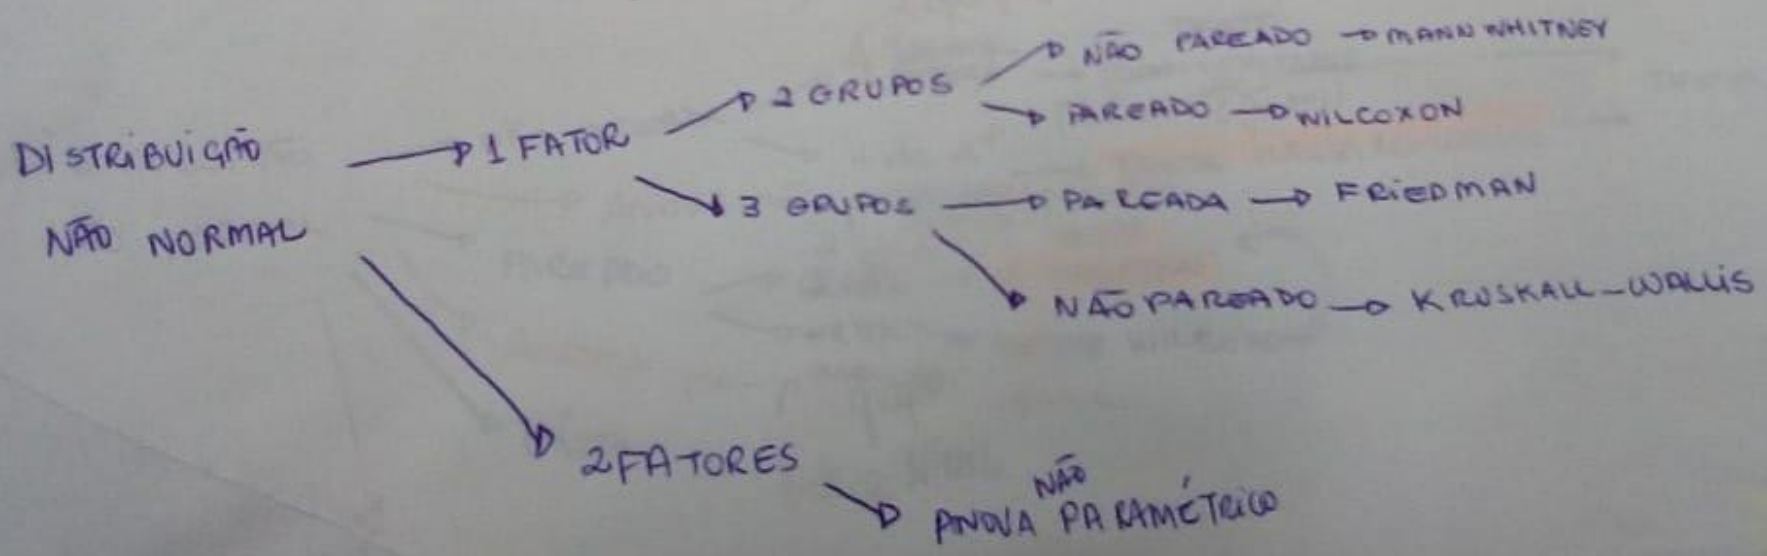 NÃO PAREADO → MANN WHITNEY
2 GRUPOS
PAREADO → WILCOXON
DISTRIBUIÇÃO → 1 FATOR
NÃO NORMAL
3 GRUPOS → PAREADA → FRIEDMAN
NÃO PAREADO → KRUSKALL-WALLIS
2 FATORES
NÃO
ANOVA PARAMÉTRICO